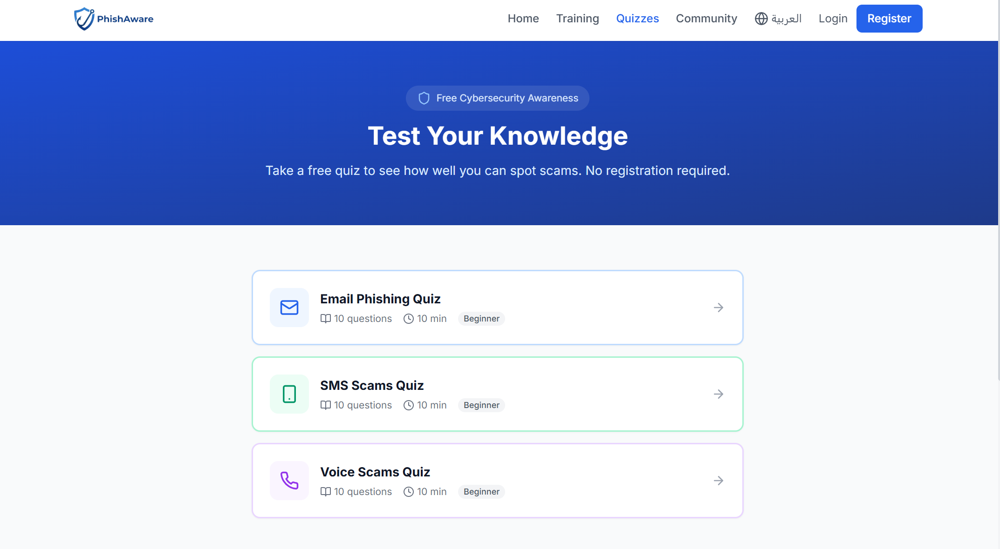 PhishAware
Home Training Quizzes Community العربية Login Register
Free Cybersecurity Awareness
Test Your Knowledge
Take a free quiz to see how well you can spot scams. No registration required.
Email Phishing Quiz
10 questions 10 min Beginner
SMS Scams Quiz
10 questions 10 min Beginner
Voice Scams Quiz
10 questions 10 min Beginner